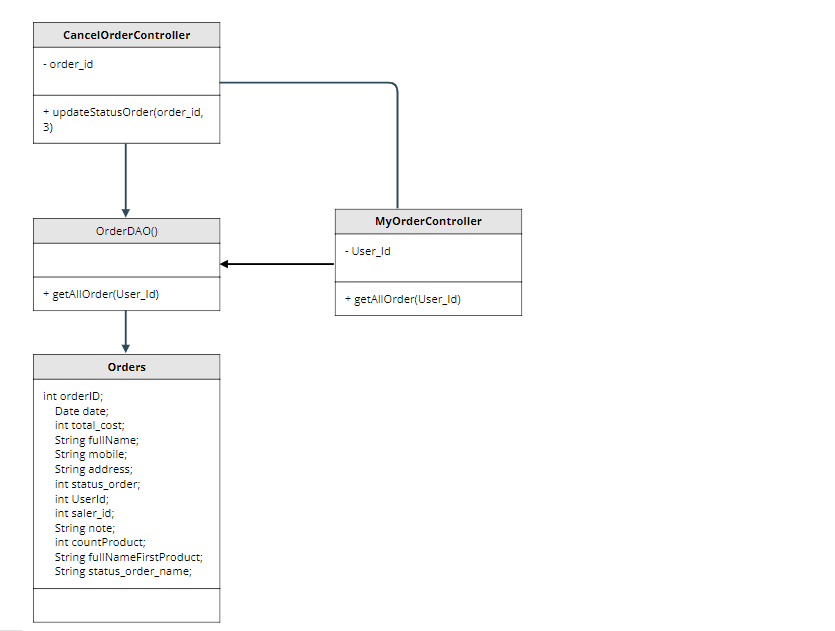 CancelOrderController
- order_id
+ updateStatusOrder(order_id,
3)
OrderDAO()
+ getAllOrder(User_Id)
MyOrderController
- User_Id
+ getAllOrder(User_Id)
Orders
int orderID;
Date date;
int total_cost;
String fullName;
String mobile;
String address;
int status_order;
int UserId;
int saler_id;
String note;
int countProduct;
String fullNameFirstProduct;
String status_order_name;